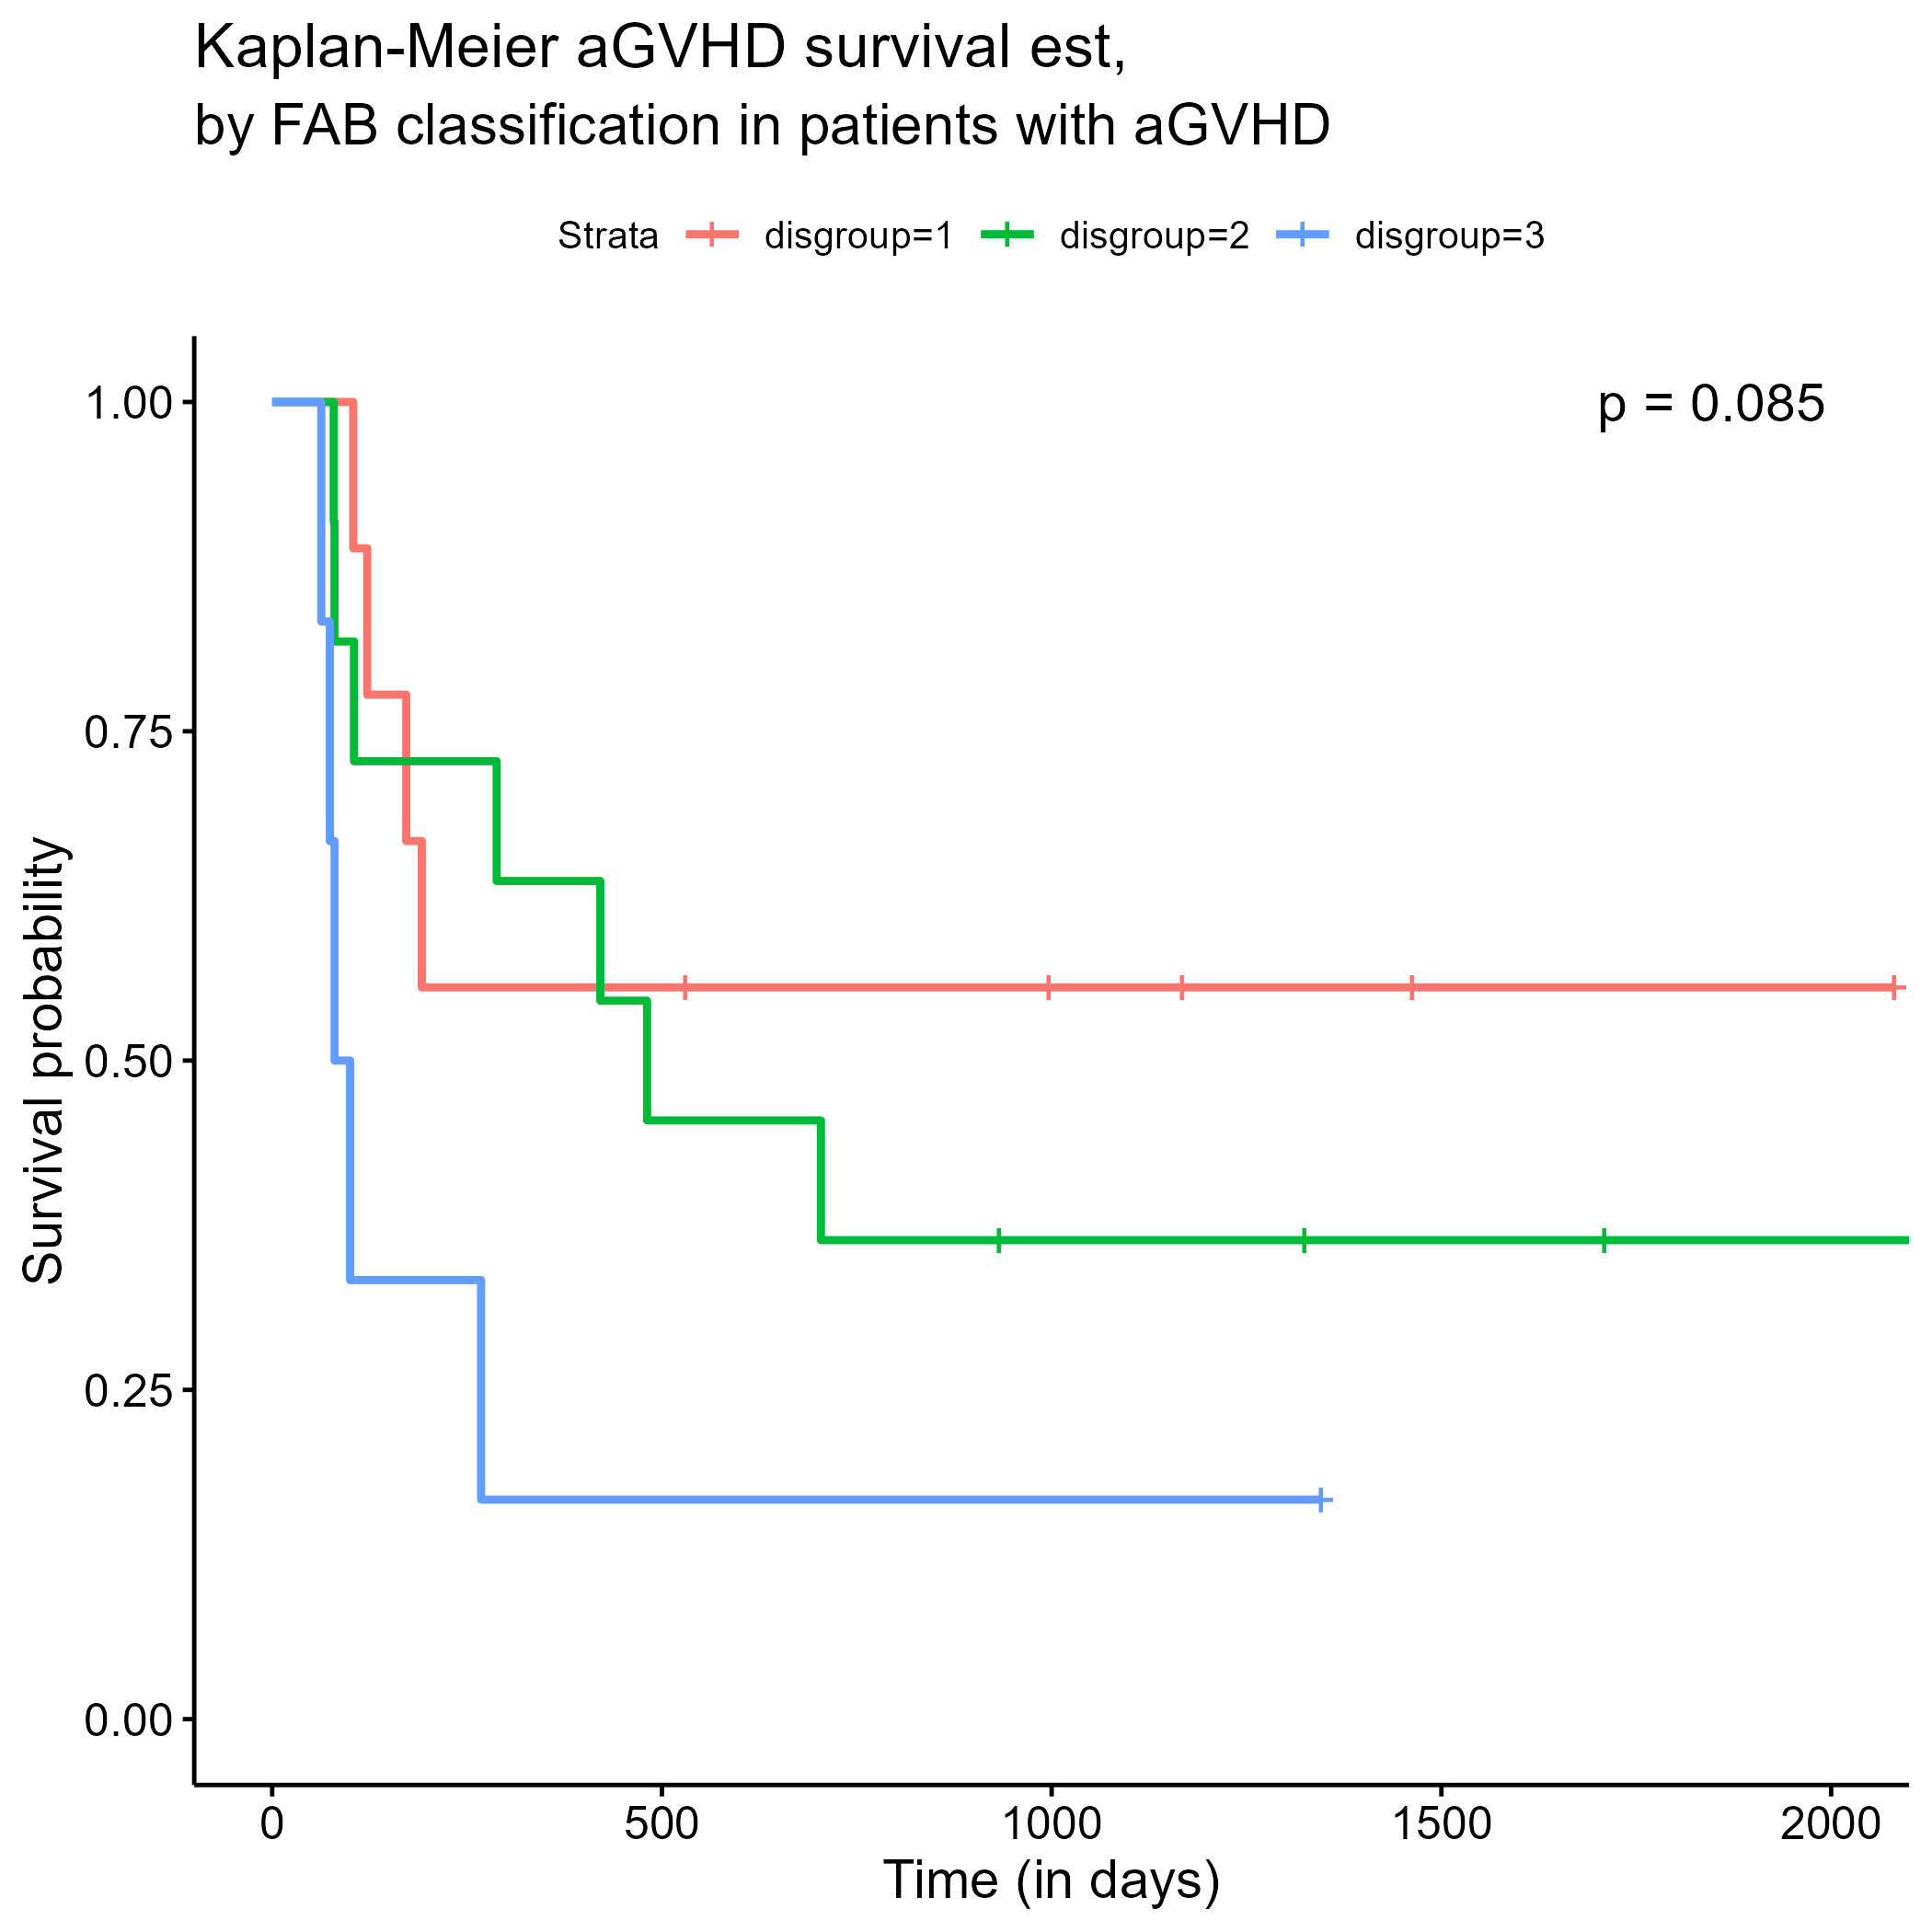 Kaplan-Meier aGVHD survival est,
by FAB classification in patients with aGVHD
Strata disgroup=1 disgroup=2 disgroup=3
p = 0.085
1.00
0.75
0.50
0.25
0.00
Survival probability
0 500 1000 1500 2000
Time (in days)